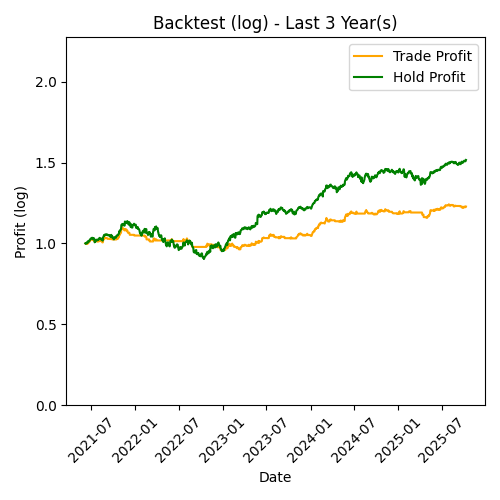 Backtest (log) - Last 3 Year(s)
Trade Profit
Hold Profit
Profit (log)
2.0
1.5
1.0
0.5
0.0
2021-07
2022-01
2022-07
2023-01
2023-07
2024-01
2024-07
2025-01
2025-07
Date